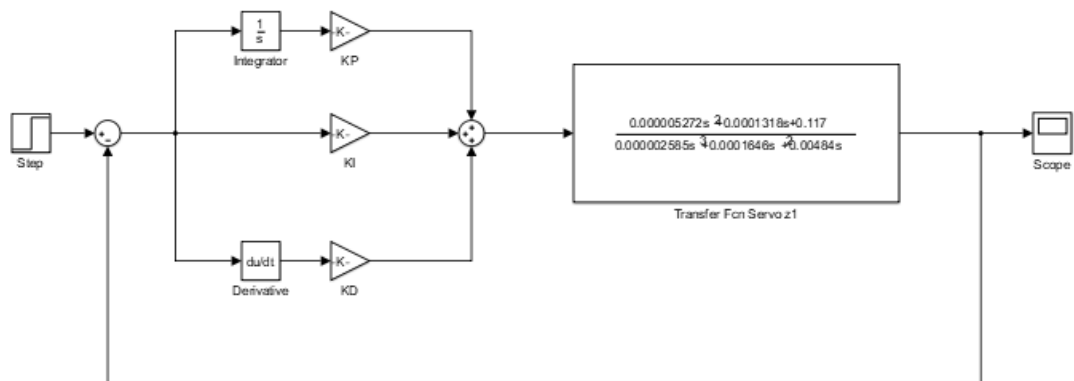 1
s
-K-
Integrator
KP
+
-
-K-
+
+
+
0.000005272s 2+0.0001318s+0.117
0.000002585s 3+0.0001646s 2+0.00484s
Step
KI
Scope
Transfer Fcn Servo z1
du/dt
-K-
Derivative
KD